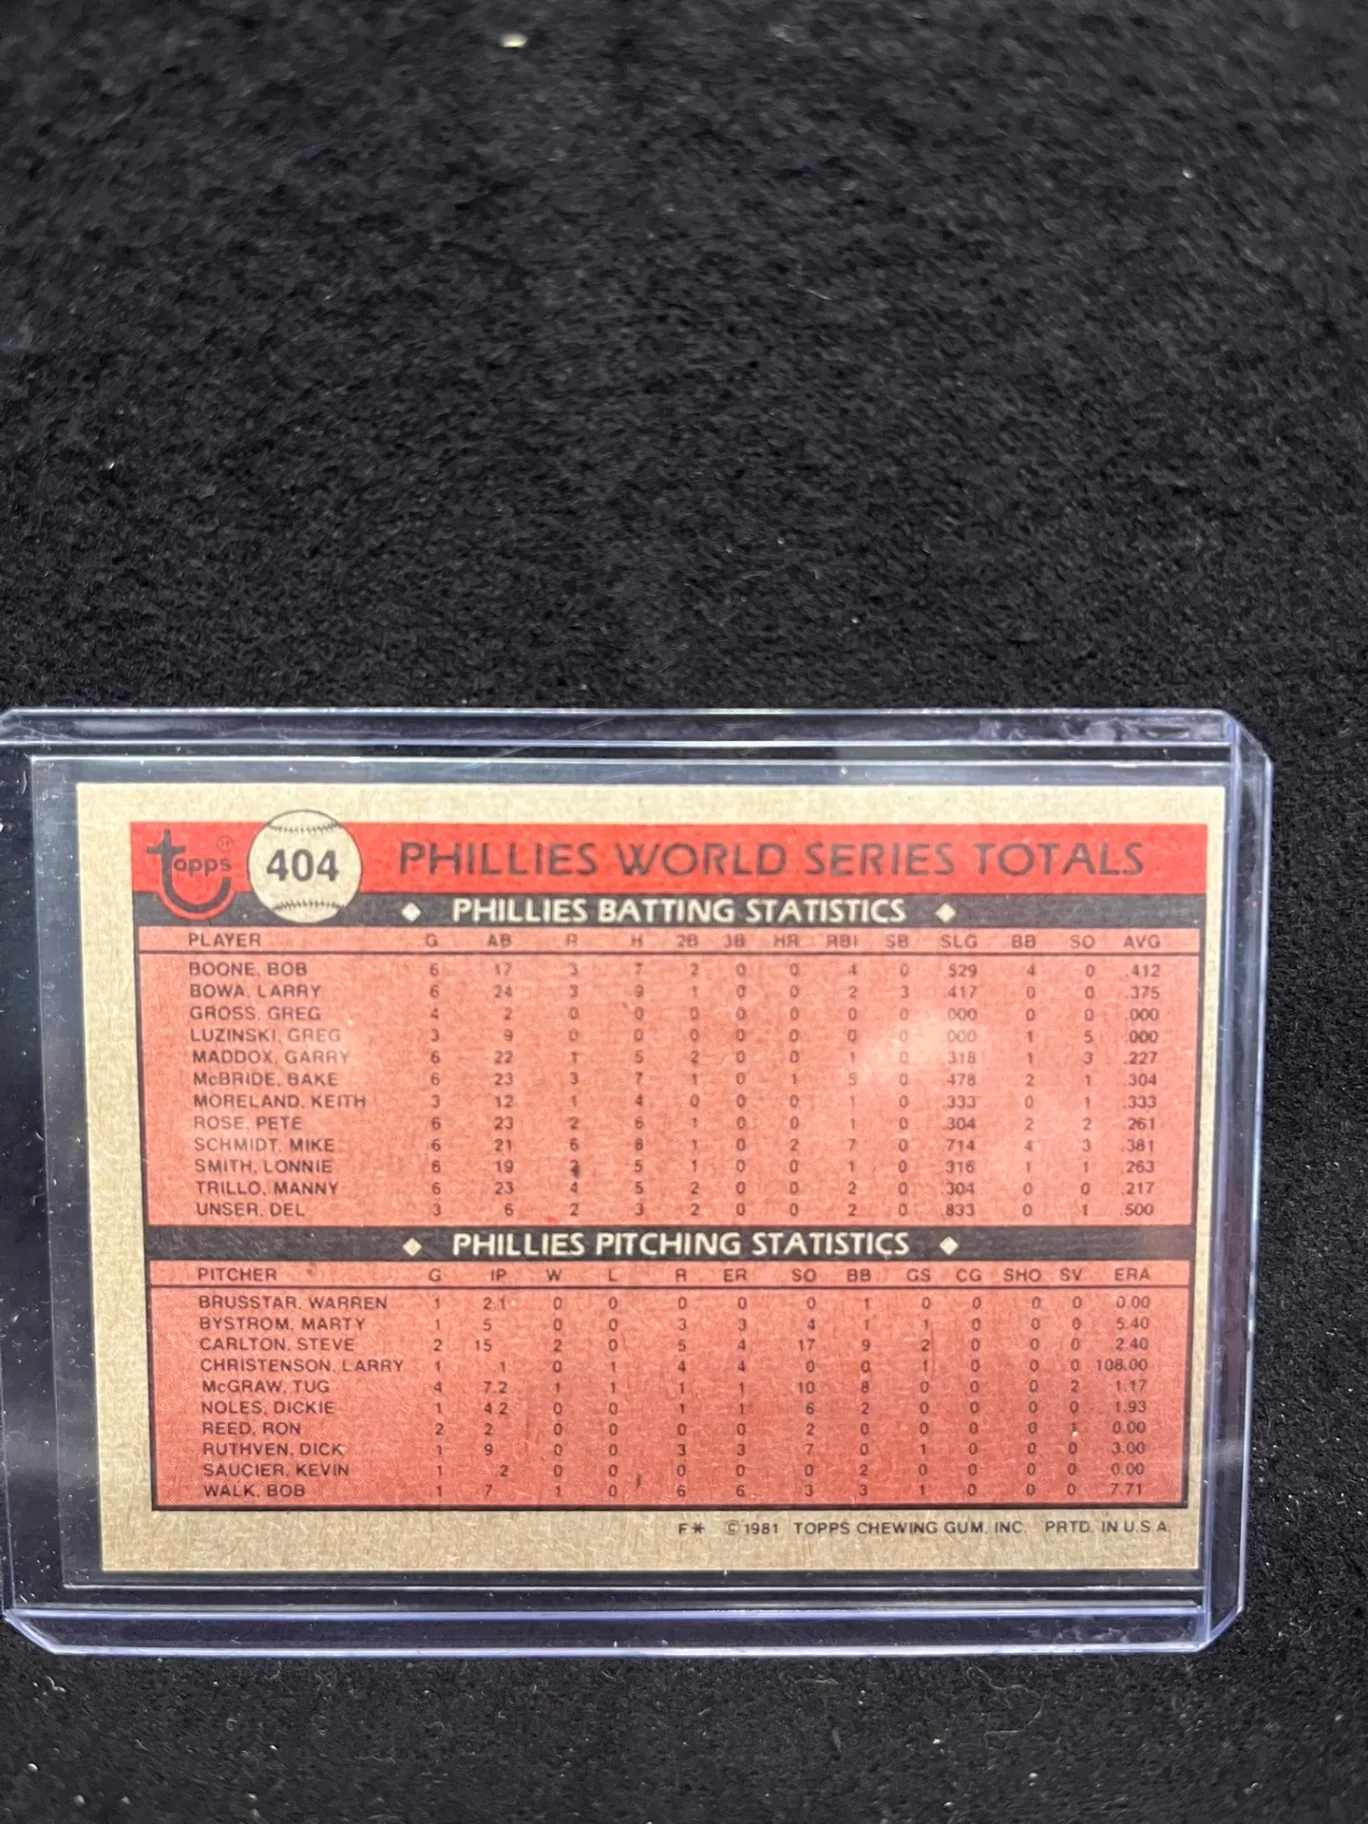 topps
404
PHILLIES WORLD SERIES TOTALS
PHILLIES BATTING STATISTICS
PLAYER G AB R H 2B 3B HR RBI SB SLG BB SO AVG
BOONE, BOB 6 17 3 7 2 0 0 4 0 .529 4 0 .412
BOWA, LARRY 6 24 3 9 1 0 0 2 3 .417 0 0 .375
GROSS, GREG 4 2 0 0 0 0 0 0 0 .000 0 0 .000
LUZINSKI, GREG 3 9 0 0 0 0 0 0 0 .000 1 5 .000
MADDOX, GARRY 6 22 1 5 2 0 0 1 0 .318 1 3 .227
McBRIDE, BAKE 6 23 3 7 1 0 1 5 0 .478 2 1 .304
MORELAND, KEITH 3 12 1 4 0 0 0 1 0 .333 0 1 .333
ROSE, PETE 6 23 2 6 1 0 0 1 0 .304 2 2 .261
SCHMIDT, MIKE 6 21 6 8 1 0 2 7 0 .714 4 3 .381
SMITH, LONNIE 6 19 2 5 1 0 0 1 0 .316 1 1 .263
TRILLO, MANNY 6 23 4 5 2 0 0 2 0 .304 0 0 .217
UNSER, DEL 3 6 2 3 2 0 0 2 0 .833 0 1 .500
PHILLIES PITCHING STATISTICS
PITCHER G IP W L R ER SO BB GS CG SHO SV ERA
BRUSSTAR, WARREN 1 2.1 0 0 0 0 0 1 0 0 0 0 0.00
BYSTROM, MARTY 1 5 0 0 3 3 4 1 1 0 0 0 5.40
CARLTON, STEVE 2 15 2 0 5 4 17 9 2 0 0 0 2.40
CHRISTENSON, LARRY 1 .1 0 1 4 4 0 0 1 0 0 0 108.00
McGRAW, TUG 4 7.2 1 1 1 1 10 8 0 0 0 2 1.17
NOLES, DICKIE 1 4.2 0 0 1 1 6 2 0 0 0 0 1.93
REED, RON 2 2 0 0 0 0 2 0 0 0 0 1 0.00
RUTHVEN, DICK 1 9 0 0 3 3 7 0 1 0 0 0 3.00
SAUCIER, KEVIN 1 .2 0 0 0 0 0 2 0 0 0 0 0.00
WALK, BOB 1 7 1 0 6 6 3 3 1 0 0 0 7.71
F* ©1981 TOPPS CHEWING GUM, INC. PRTD. IN U.S.A.